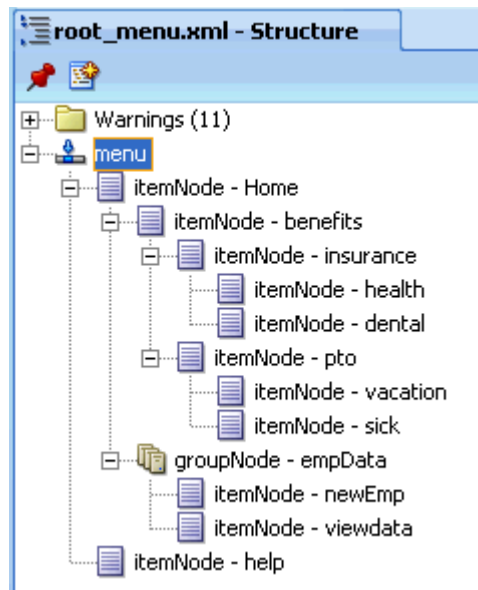 root_menu.xml - Structure
Warnings (11)
menu
itemNode - Home
itemNode - benefits
itemNode - insurance
itemNode - health
itemNode - dental
itemNode - pto
itemNode - vacation
itemNode - sick
groupNode - empData
itemNode - newEmp
itemNode - viewdata
itemNode - help